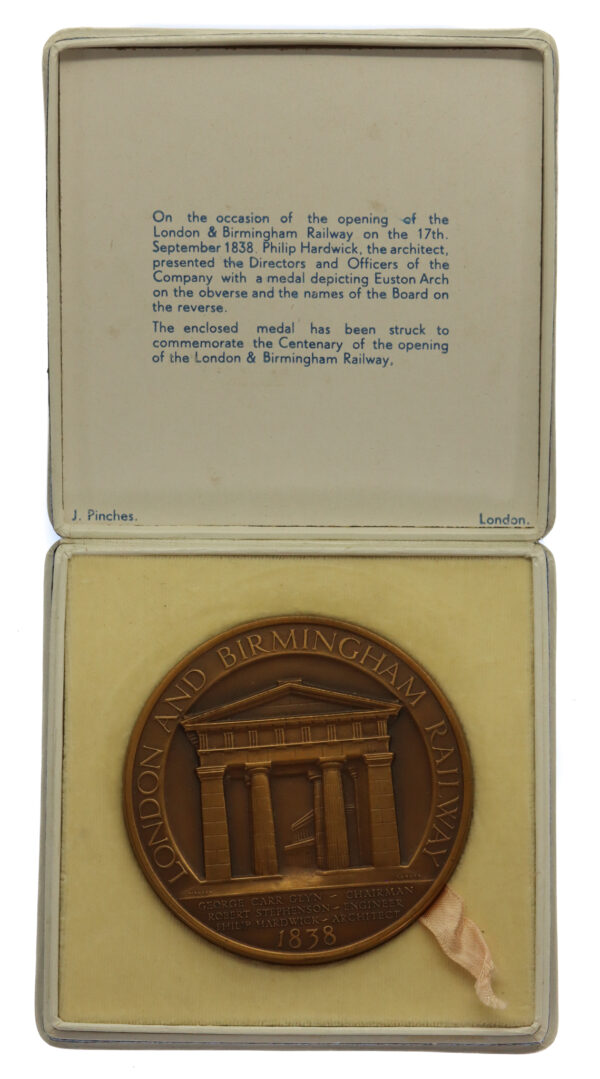 On the occasion of the opening of the
London & Birmingham Railway on the 17th.
September 1838. Philip Hardwick, the architect,
presented the Directors and Officers of the
Company with a medal depicting Euston Arch
on the obverse and the names of the Board on
the reverse.
The enclosed medal has been struck to
commemorate the Centenary of the opening
of the London & Birmingham Railway.
J. Pinches. London.
LONDON AND BIRMINGHAM RAILWAY
GEORGE CARR GLYN - CHAIRMAN
ROBERT STEPHENSON - ENGINEER
PHILIP HARDWICK - ARCHITECT
1838